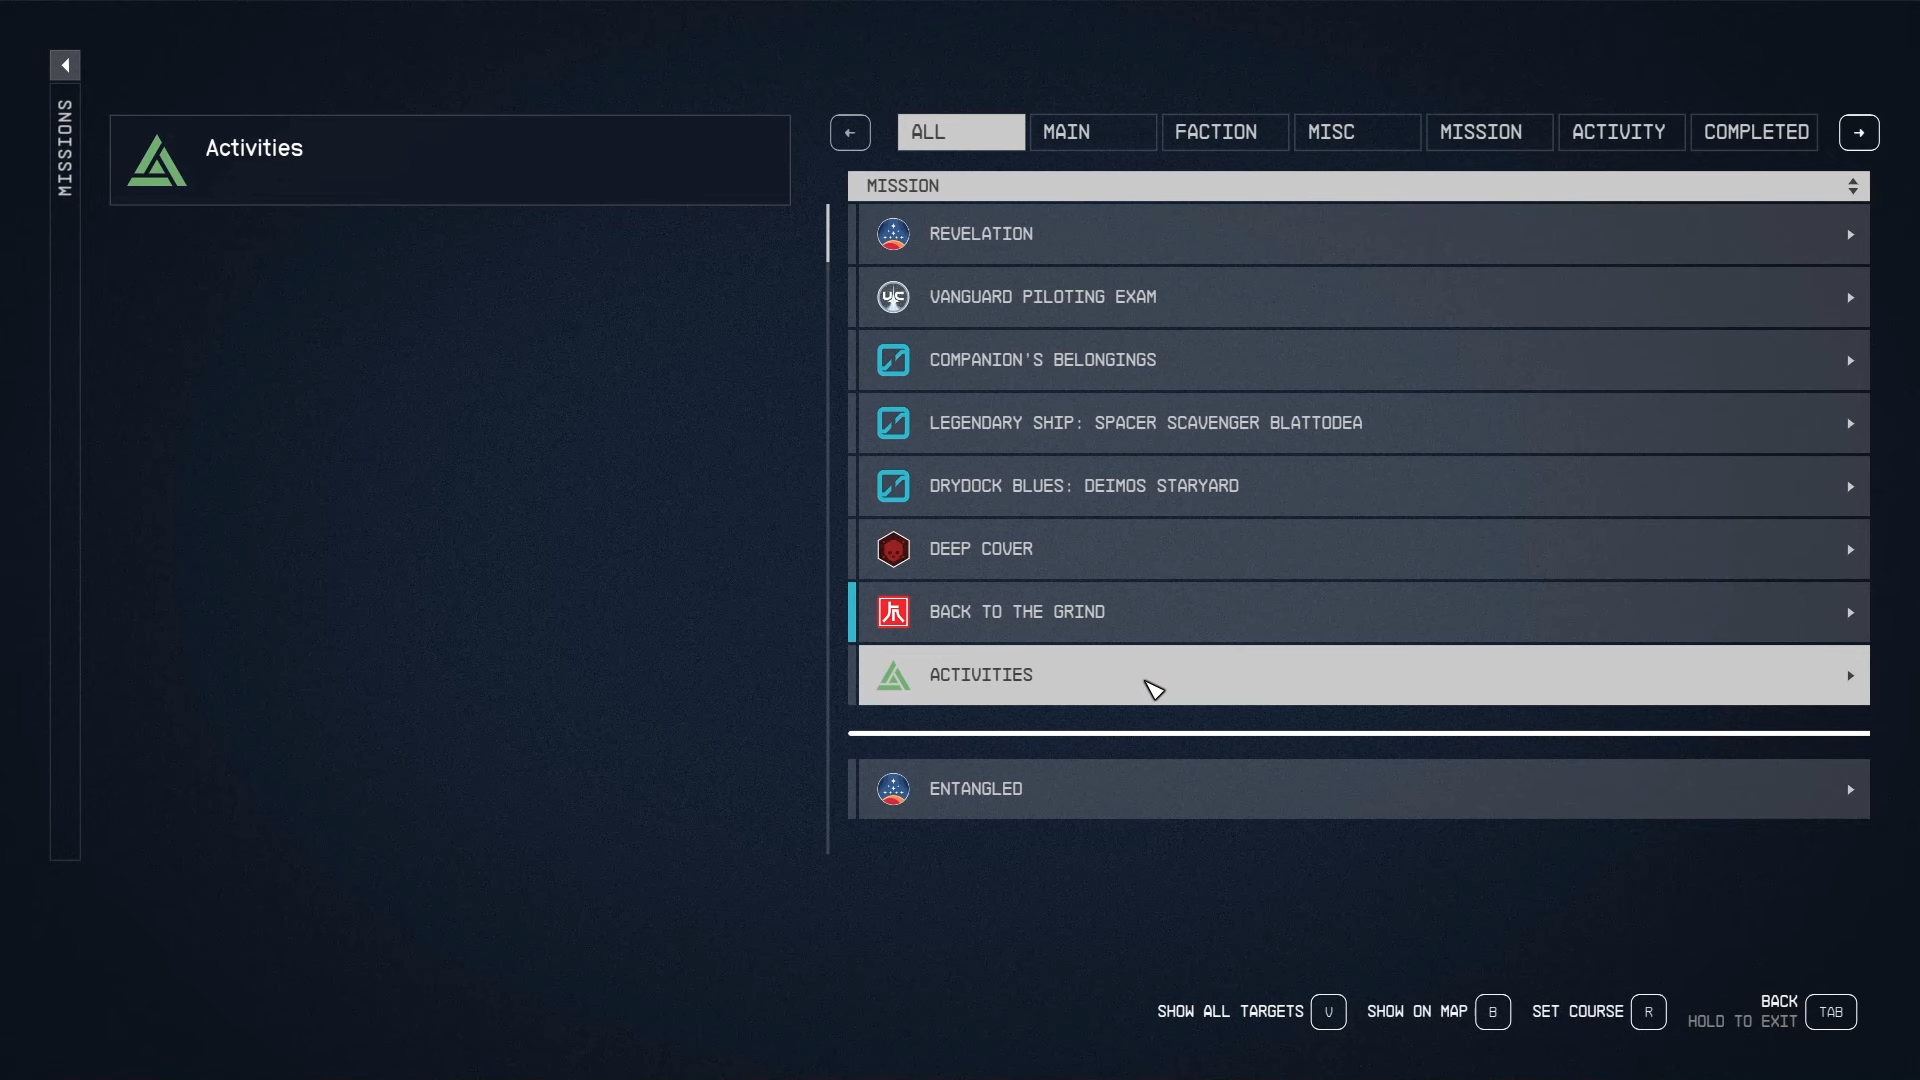 MISSIONS
Activities
ALL
MAIN
FACTION
MISC
MISSION
ACTIVITY
COMPLETED
MISSION
REVELATION
UC
VANGUARD PILOTING EXAM
COMPANION'S BELONGINGS
LEGENDARY SHIP: SPACER SCAVENGER BLATTODEA
DRYDOCK BLUES: DEIMOS STARYARD
DEEP COVER
BACK TO THE GRIND
ACTIVITIES
ENTANGLED
SHOW ALL TARGETS V
SHOW ON MAP B
SET COURSE R
BACK
HOLD TO EXIT
TAB